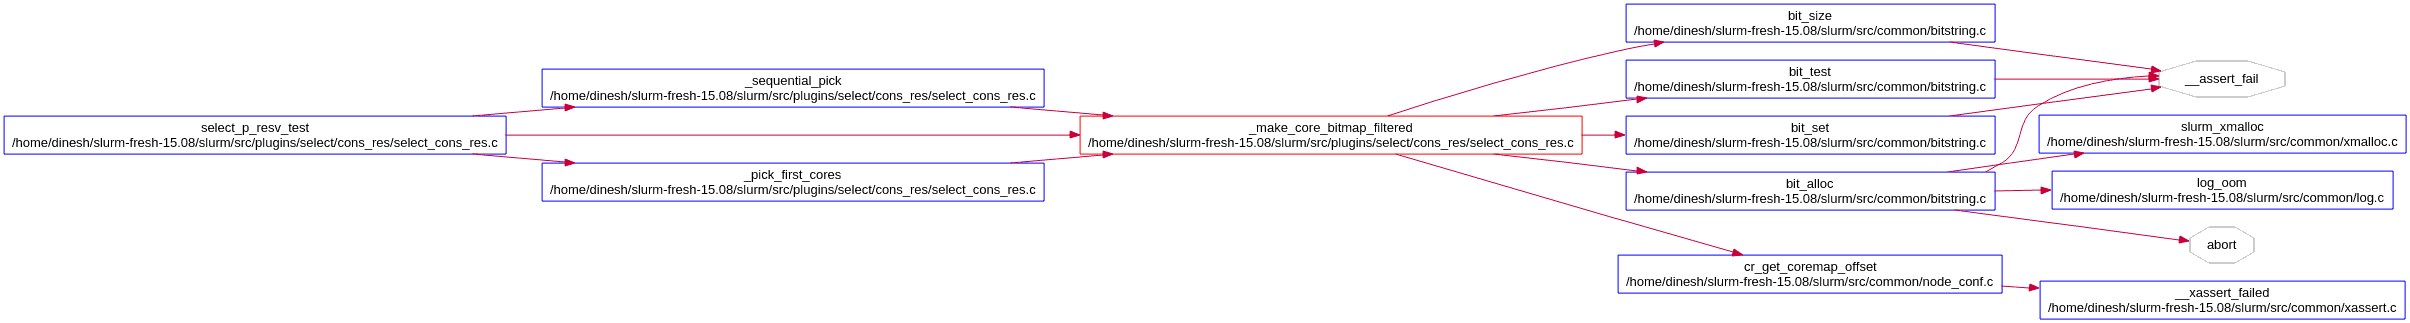 select_p_resv_test
/home/dinesh/slurm-fresh-15.08/slurm/src/plugins/select/cons_res/select_cons_res.c
_sequential_pick
/home/dinesh/slurm-fresh-15.08/slurm/src/plugins/select/cons_res/select_cons_res.c
_pick_first_cores
/home/dinesh/slurm-fresh-15.08/slurm/src/plugins/select/cons_res/select_cons_res.c
_make_core_bitmap_filtered
/home/dinesh/slurm-fresh-15.08/slurm/src/plugins/select/cons_res/select_cons_res.c
bit_size
/home/dinesh/slurm-fresh-15.08/slurm/src/common/bitstring.c
bit_test
/home/dinesh/slurm-fresh-15.08/slurm/src/common/bitstring.c
bit_set
/home/dinesh/slurm-fresh-15.08/slurm/src/common/bitstring.c
bit_alloc
/home/dinesh/slurm-fresh-15.08/slurm/src/common/bitstring.c
cr_get_coremap_offset
/home/dinesh/slurm-fresh-15.08/slurm/src/common/node_conf.c
__assert_fail
slurm_xmalloc
/home/dinesh/slurm-fresh-15.08/slurm/src/common/xmalloc.c
log_oom
/home/dinesh/slurm-fresh-15.08/slurm/src/common/log.c
abort
__xassert_failed
/home/dinesh/slurm-fresh-15.08/slurm/src/common/xassert.c